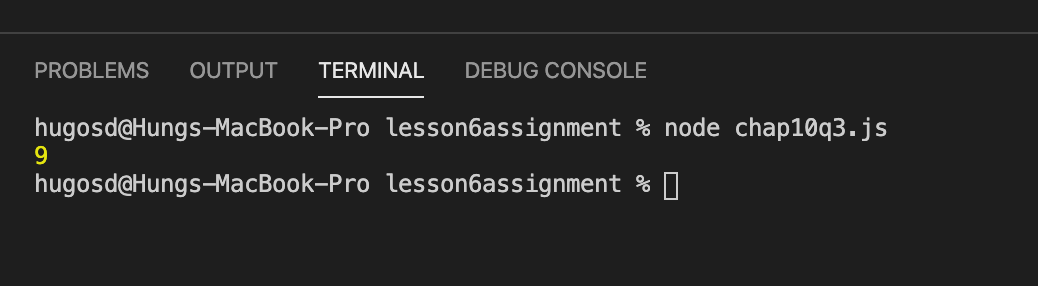 PROBLEMS OUTPUT TERMINAL DEBUG CONSOLE
hugosd@Hungs-MacBook-Pro lesson6assignment % node chap10q3.js
9
hugosd@Hungs-MacBook-Pro lesson6assignment %